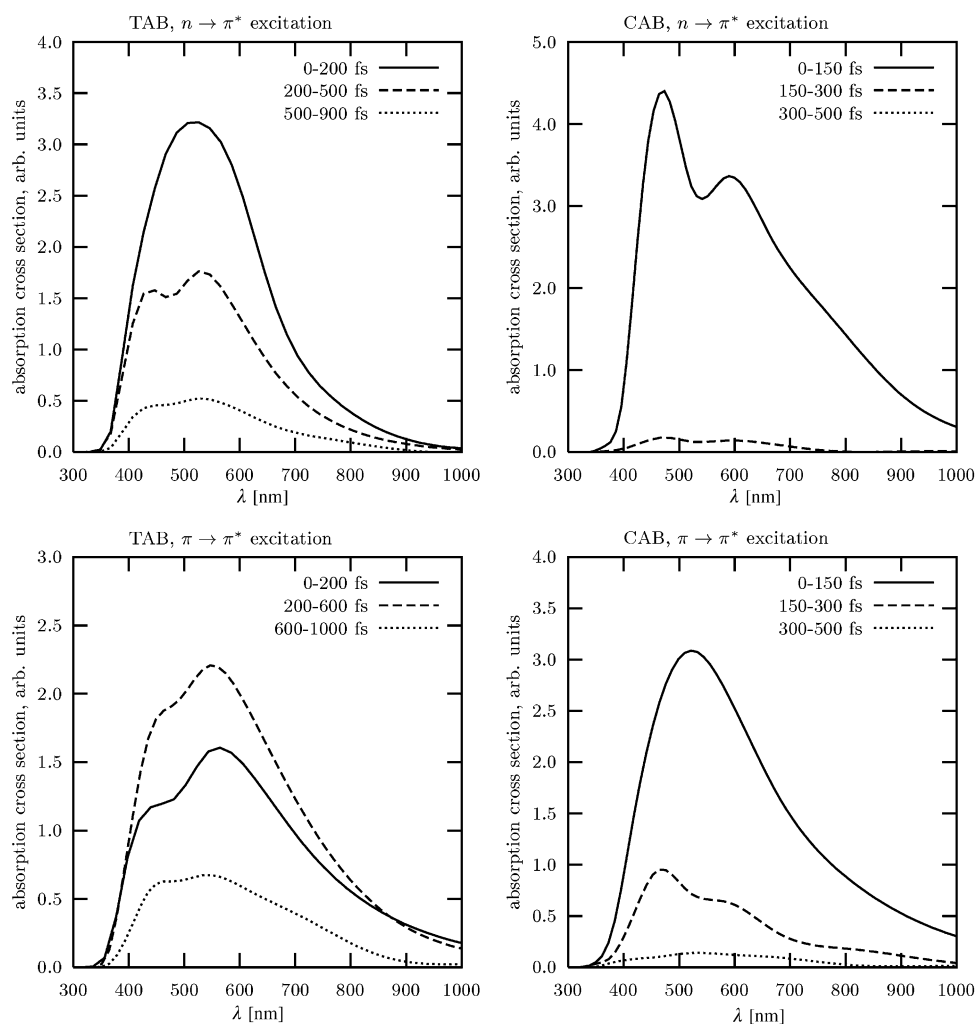 TAB, n → π* excitation
absorption cross section, arb. units
4.0
3.5
3.0
2.5
2.0
1.5
1.0
0.5
0.0
0-200 fs
200-500 fs
500-900 fs
300 400 500 600 700 800 900 1000
λ [nm]
CAB, n → π* excitation
absorption cross section, arb. units
5.0
4.0
3.0
2.0
1.0
0.0
0-150 fs
150-300 fs
300-500 fs
300 400 500 600 700 800 900 1000
λ [nm]
TAB, π → π* excitation
absorption cross section, arb. units
3.0
2.5
2.0
1.5
1.0
0.5
0.0
0-200 fs
200-600 fs
600-1000 fs
300 400 500 600 700 800 900 1000
λ [nm]
CAB, π → π* excitation
absorption cross section, arb. units
4.0
3.5
3.0
2.5
2.0
1.5
1.0
0.5
0.0
0-150 fs
150-300 fs
300-500 fs
300 400 500 600 700 800 900 1000
λ [nm]